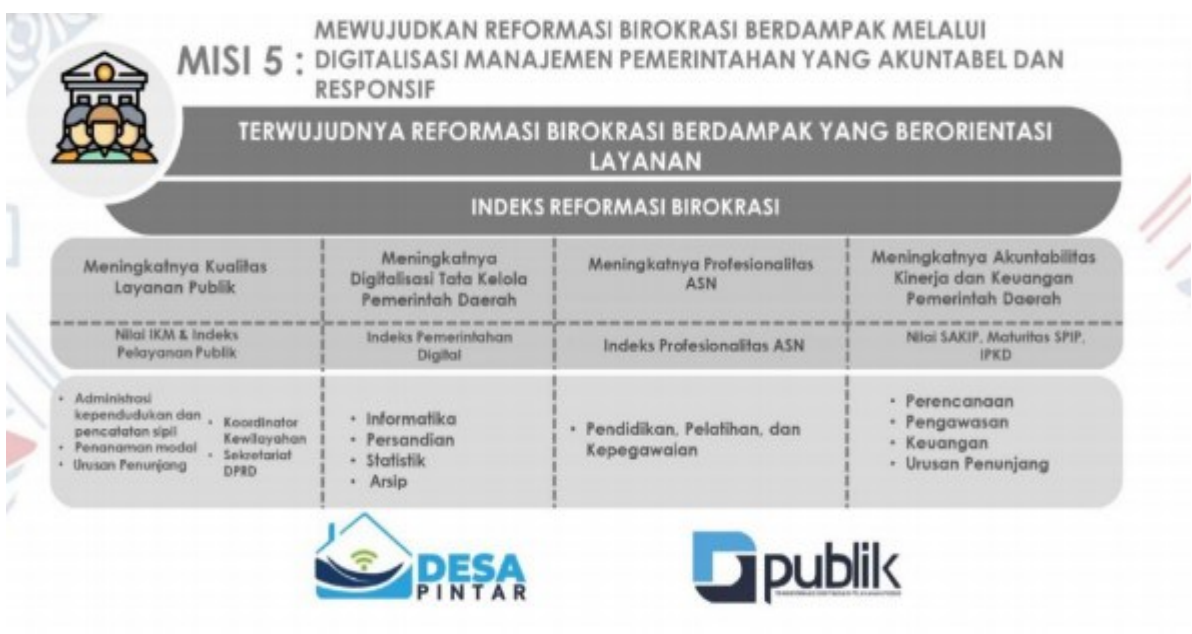 MISI 5 :
MEWUJUDKAN REFORMASI BIROKRASI BERDAMPAK MELALUI
DIGITALISASI MANAJEMEN PEMERINTAHAN YANG AKUNTABEL DAN
RESPONSIF
TERWUJUDNYA REFORMASI BIROKRASI BERDAMPAK YANG BERORIENTASI
LAYANAN
INDEKS REFORMASI BIROKRASI
Meningkatnya Kualitas
Layanan Publik
Meningkatnya
Digitalisasi Tata Kelola
Pemerintah Daerah
Meningkatnya Profesionalitas
ASN
Meningkatnya Akuntabilitas
Kinerja dan Keuangan
Pemerintah Daerah
Nilai IKM & Indeks
Pelayanan Publik
Indeks Pemerintahan
Digital
Indeks Profesionalitas ASN
Nilai SAKIP, Maturitas SPIP,
IPKD
• Administrasi
kependudukan dan
pencatatan sipil
• Penanaman modal
• Urusan Penunjang
• Koordinator
Kewilayahan
• Sekretariat
DPRD
• Informatika
• Persandian
• Statistik
• Arsip
• Pendidikan, Pelatihan, dan
Kepegawaian
• Perencanaan
• Pengawasan
• Keuangan
• Urusan Penunjang
DESA
PINTAR
publik